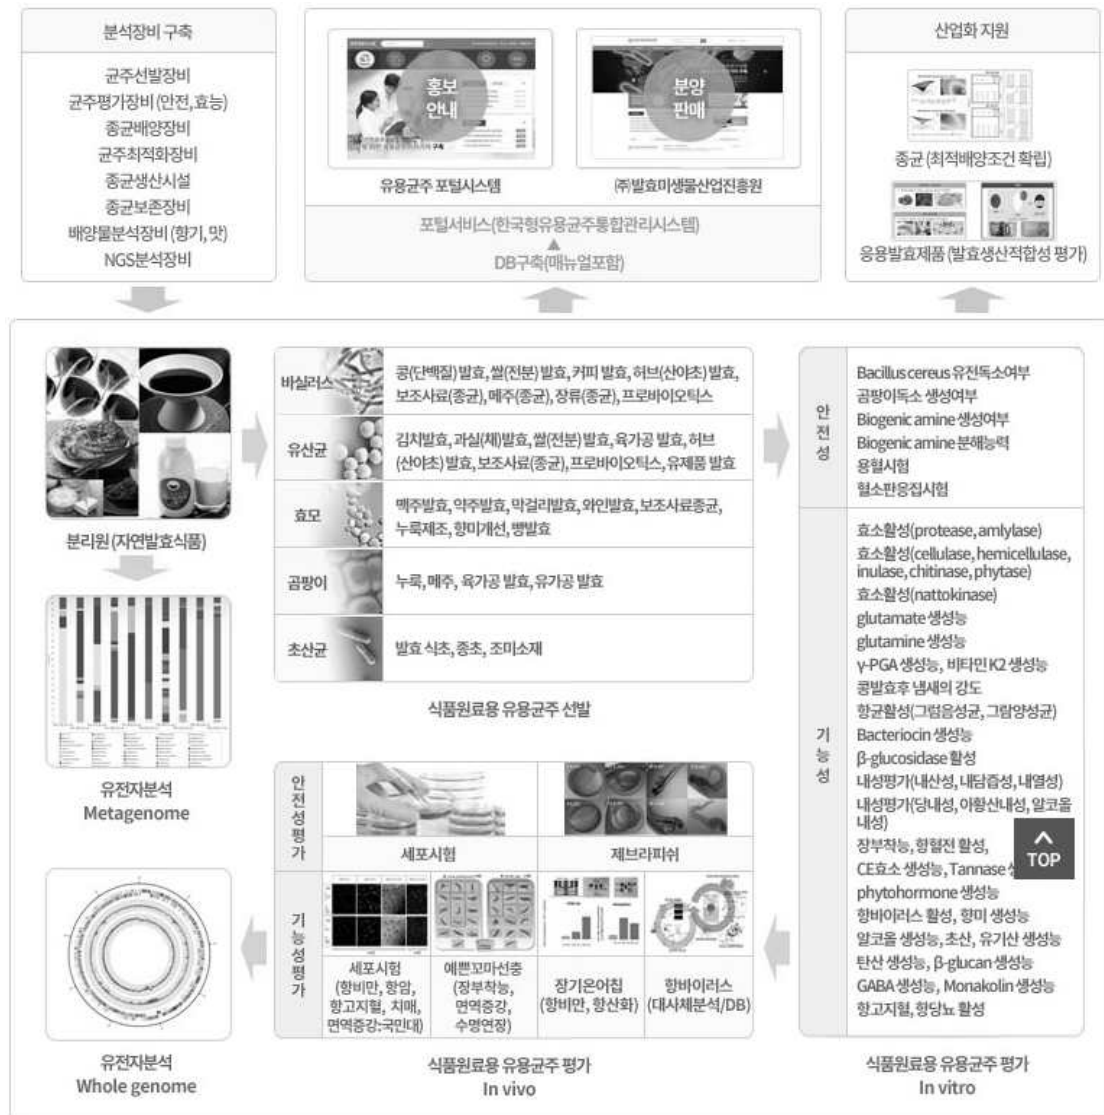 분석장비 구축
균주선발장비
균주평가장비 (안전,효능)
종균배양장비
균주최적화장비
종균생산시설
종균보존장비
배양물분석장비 (향기, 맛)
NGS분석장비
홍보
안내
분양
판매
유용균주 포털시스템
㈜발효미생물산업진흥원
포털서비스(한국형유용균주통합관리시스템)
DB구축(매뉴얼포함)
산업화 지원
종균 (최적배양조건 확립)
응용발효제품 (발효생산적합성 평가)
분리원 (자연발효식품)
유전자분석
Metagenome
유전자분석
Whole genome
바실러스
콩(단백질) 발효, 쌀(전분) 발효, 커피 발효, 허브(산야초) 발효,
보조사료(종균), 메주(종균), 장류(종균), 프로바이오틱스
유산균
김치발효, 과실(채)발효, 쌀(전분) 발효, 육가공 발효, 허브
(산야초) 발효, 보조사료(종균), 프로바이오틱스, 유제품 발효
효모
맥주발효, 약주발효, 막걸리발효, 와인발효, 보조사료종균,
누룩제조, 향미개선, 빵발효
곰팡이
누룩, 메주, 육가공 발효, 유가공 발효
초산균
발효 식초, 종초, 조미소재
식품원료용 유용균주 선발
안전성평가
세포시험
제브라피쉬
기능성평가
세포시험
(항비만, 항암,
항고지혈, 치매,
면역증강:국민대)
예쁜꼬마선충
(장부착능,
면역증강,
수명연장)
장기온어칩
(항비만, 항산화)
항바이러스
(대사체분석/DB)
식품원료용 유용균주 평가
In vivo
안전성
Bacillus cereus 유전독소여부
곰팡이독소 생성여부
Biogenic amine 생성여부
Biogenic amine 분해능력
용혈시험
혈소판응집시험
기능성
효소활성(protease, amlylase)
효소활성(cellulase, hemicellulase,
inulase, chitinase, phytase)
효소활성(nattokinase)
glutamate 생성능
glutamine 생성능
γ-PGA 생성능, 비타민 K2 생성능
콩발효후 냄새의 강도
항균활성(그럼음성균, 그람양성균)
Bacteriocin 생성능
β-glucosidase 활성
내성평가(내산성, 내담즙성, 내열성)
내성평가(당내성, 아황산내성, 알코올
내성)
장부착능, 항혈전 활성,
CE효소 생성능, Tannase
phytohormone 생성능
항바이러스 활성, 향미 생성능
알코올 생성능, 초산, 유기산 생성능
탄산 생성능, β-glucan 생성능
GABA 생성능, Monakolin 생성능
항고지혈, 항당뇨 활성
TOP
식품원료용 유용균주 평가
In vitro